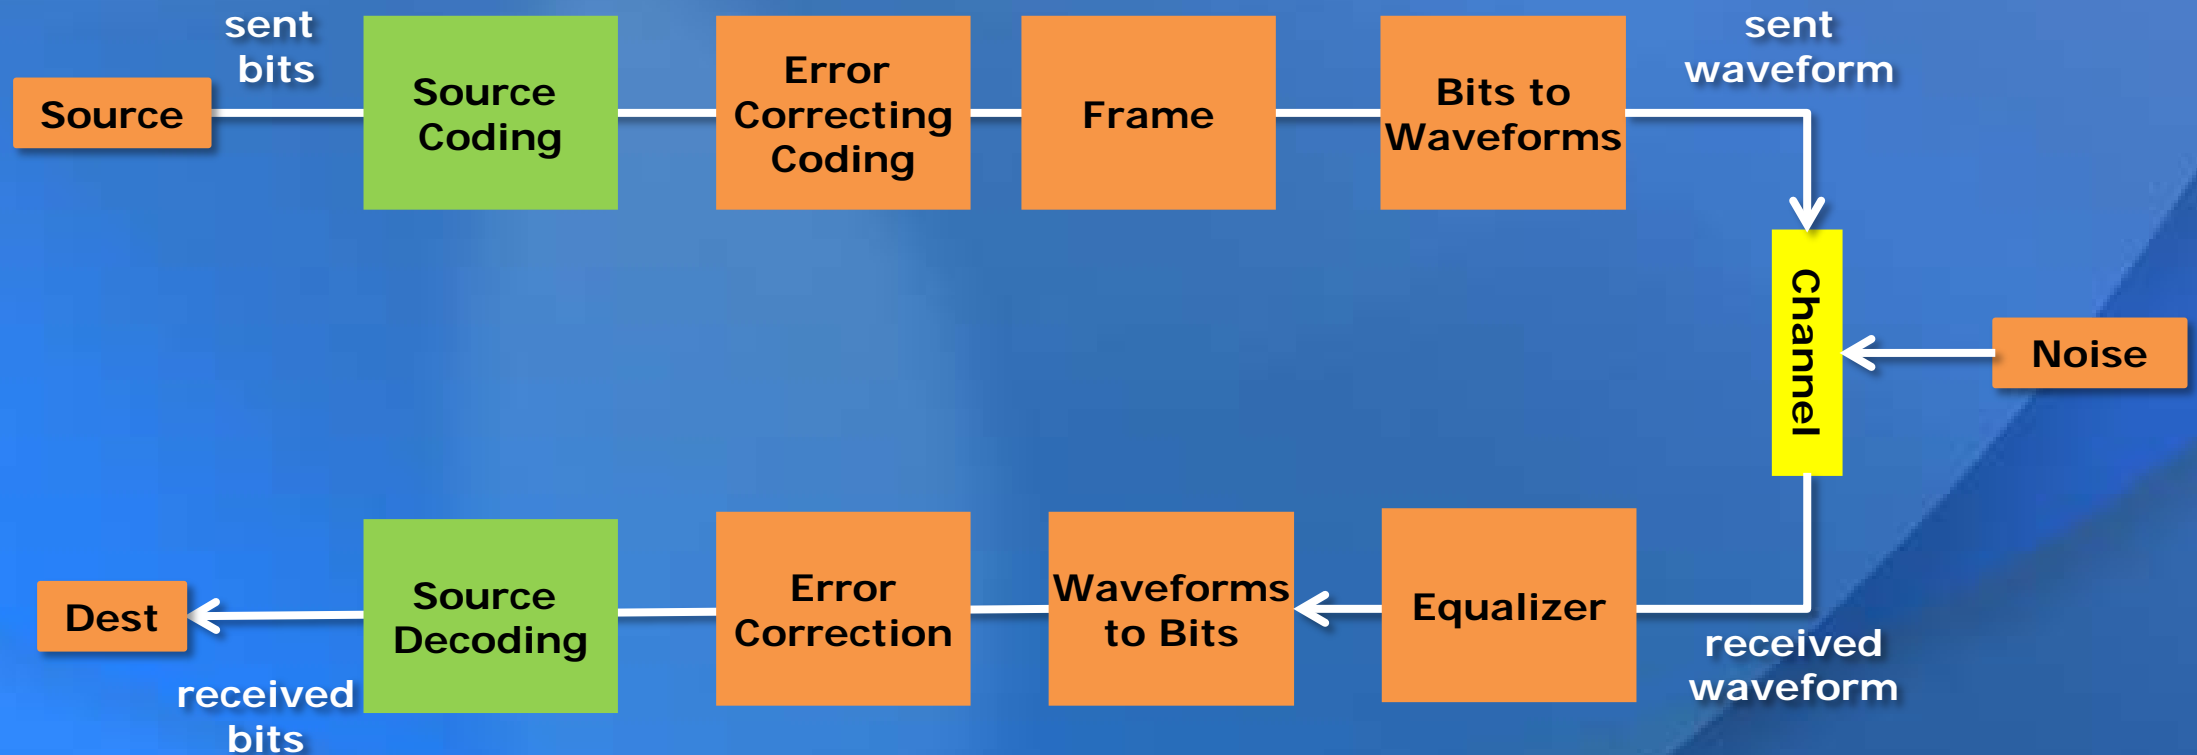 sent
bits
Source
Source
Coding
Error
Correcting
Coding
Frame
Bits to
Waveforms
sent
waveform
Channel
Noise
received
waveform
Equalizer
Waveforms
to Bits
Error
Correction
Source
Decoding
Dest
received
bits